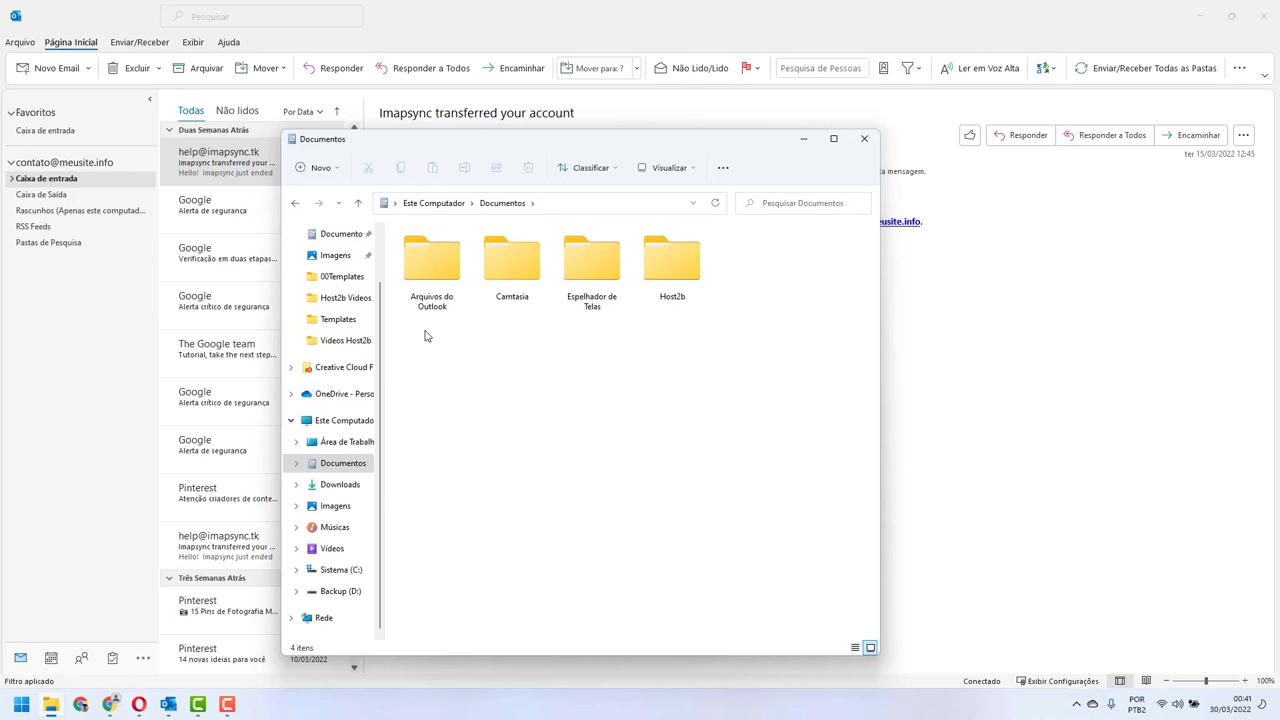 Pesquisar
Arquivo
Página Inicial
Enviar/Receber
Exibir
Ajuda
Novo Email
Excluir
Arquivar
Mover
Responder
Responder a Todos
Encaminhar
Mover para: ?
Não Lido/Lido
Pesquisa de Pessoas
Ler em Voz Alta
Enviar/Receber Todas as Pastas
Favoritos
Caixa de entrada
contato@meusite.info
Caixa de entrada
Caixa de Saída
Rascunhos (Apenas este computad...
RSS Feeds
Pastas de Pesquisa
Todas
Não lidos
Por Data
Duas Semanas Atrás
help@imapsync.tk
Imapsync transferred your ...
Hello! Imapsync just ended
Google
Alerta de segurança
Google
Verificação em duas etapas...
Google
Alerta crítico de segurança
The Google team
Tutorial, take the next step...
Google
Alerta crítico de segurança
Google
Alerta de segurança
Pinterest
Atenção criadores de conte...
help@imapsync.tk
Imapsync transferred your ...
Hello! Imapsync just ended
Três Semanas Atrás
Pinterest
15 Pins de Fotografia M...
Pinterest
14 novas ideias para você
10/03/2022
Imapsync transferred your account
Responder
Responder a Todos
Encaminhar
ter 15/03/2022 12:45
ta mensagem.
eusite.info.
Documentos
Novo
Classificar
Visualizar
Este Computador
Documentos
Pesquisar Documentos
Documento
Imagens
00Templates
Host2b Videos
Templates
Videos Host2b
Creative Cloud F
OneDrive - Perso
Este Computado
Área de Trabalh
Documentos
Downloads
Imagens
Músicas
Vídeos
Sistema (C:)
Backup (D:)
Rede
Arquivos do
Outlook
Camtasia
Espelhador de
Telas
Host2b
4 itens
Filtro aplicado
Conectado
Exibir Configurações
100%
POR
PTB2
00:41
30/03/2022